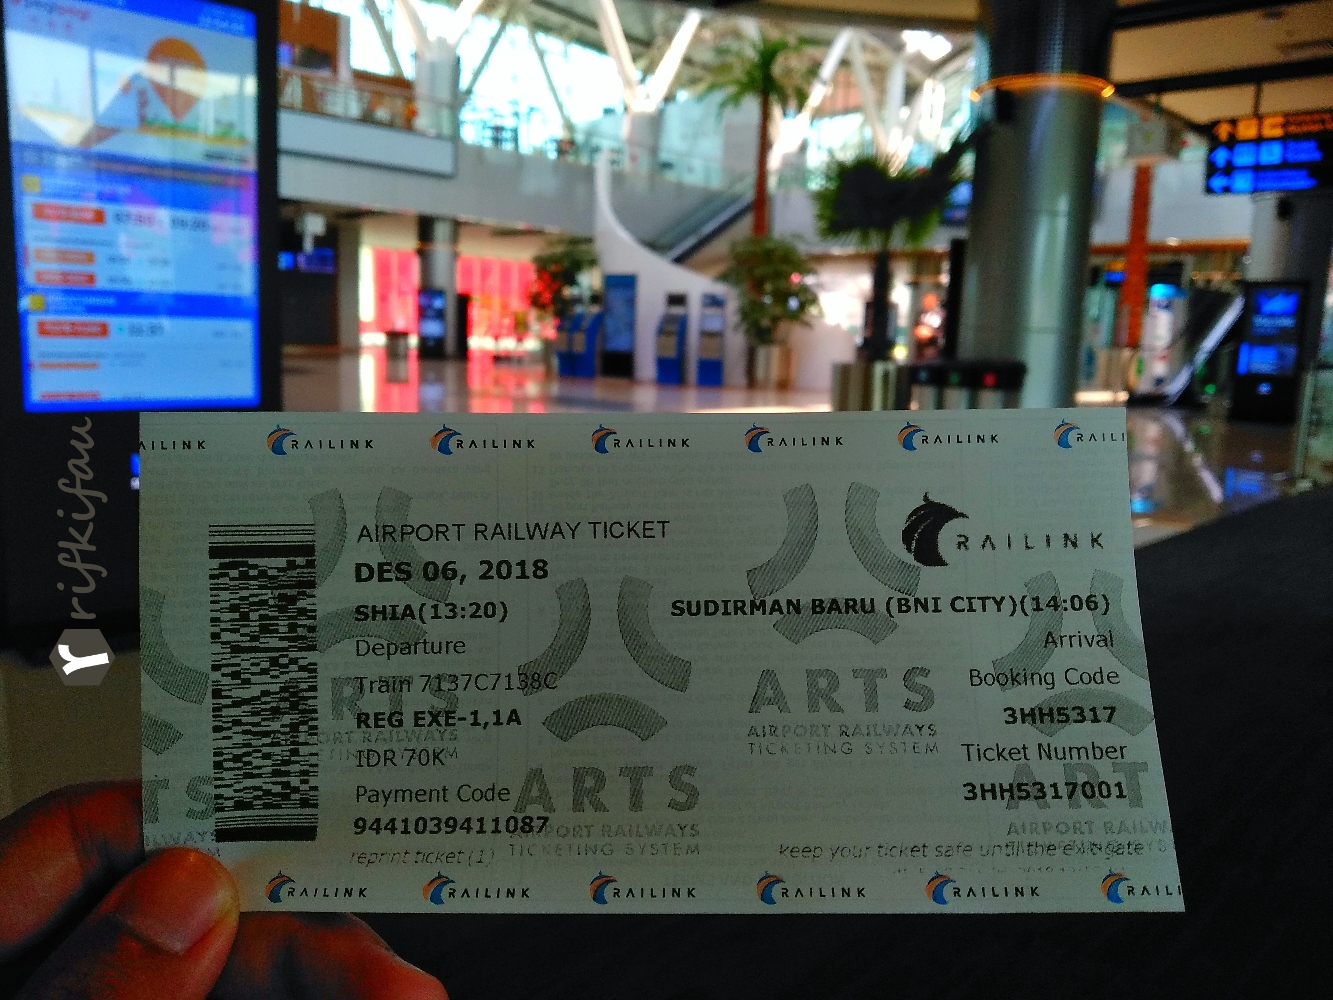 rifkifau
RAILINK RAILINK RAILINK RAILINK RAILINK RAILINK RAILI
AIRPORT RAILWAY TICKET
RAILINK
DES 06, 2018
SHIA(13:20)
SUDIRMAN BARU (BNI CITY)(14:06)
Departure
Arrival
Train 7137C7138C
Booking Code
REG EXE-1,1A
3HH5317
IDR 70K
Ticket Number
Payment Code
3HH5317001
9441039411087
reprint ticket (1)
keep your ticket safe until the exit gate
ARTS
AIRPORT RAILWAYS
TICKETING SYSTEM
ARTS
AIRPORT RAILWAYS
TICKETING SYSTEM
RAILINK RAILINK RAILINK RAILINK RAILINK RAILI